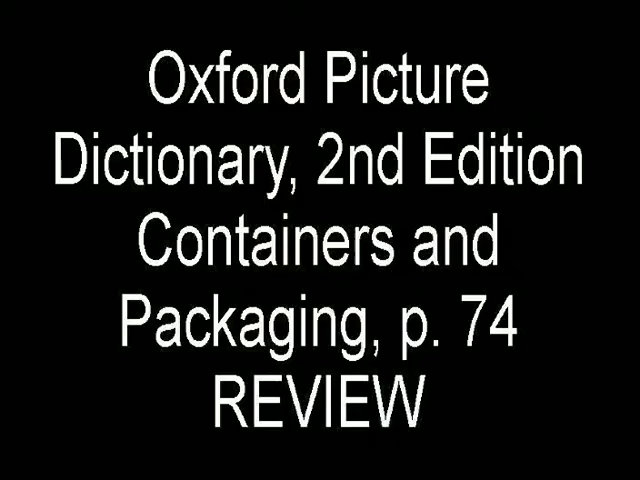 Oxford Picture
Dictionary, 2nd Edition
Containers and
Packaging, p. 74
REVIEW